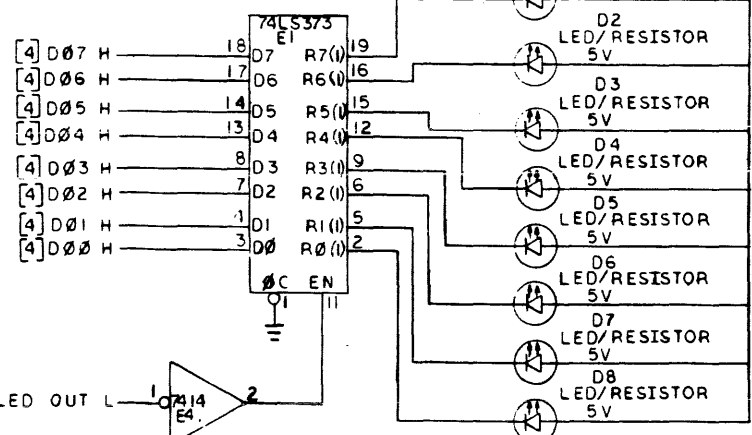 74LS373
E1
[4] DØ7 H 18 D7 R7(1) 19
[4] DØ6 H 17 D6 R6(1) 16
[4] DØ5 H 14 D5 R5(1) 15
[4] DØ4 H 13 D4 R4(1) 12
[4] DØ3 H 8 D3 R3(1) 9
[4] DØ2 H 7 D2 R2(1) 6
[4] DØ1 H 4 D1 R1(1) 5
[4] DØØ H 3 DØ RØ(1) 2
ØC EN
1 11
LED OUT L 1 7414 2
E4
D2
LED/RESISTOR
5V
D3
LED/RESISTOR
5V
D4
LED/RESISTOR
5V
D5
LED/RESISTOR
5V
D6
LED/RESISTOR
5V
D7
LED/RESISTOR
5V
D8
LED/RESISTOR
5V